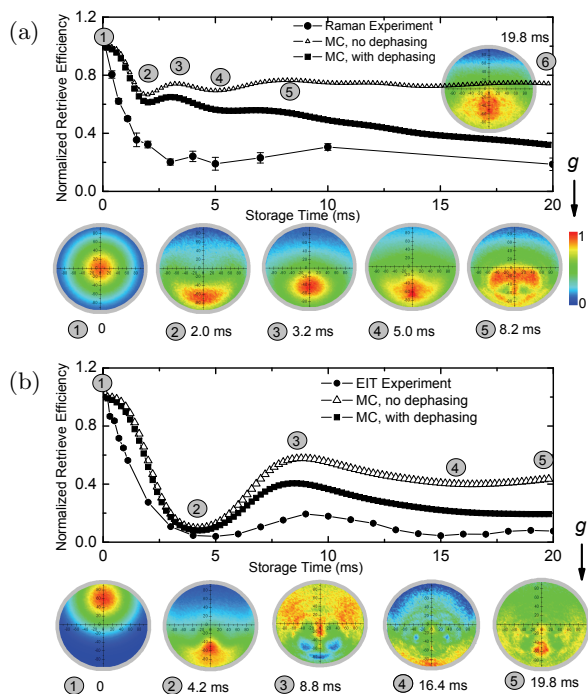 (a)
Normalized Retrieve Efficiency
1.2
0.8
0.4
0.0
Raman Experiment
MC, no dephasing
MC, with dephasing
19.8 ms
1
2
3
4
5
6
0
5
10
15
20
Storage Time (ms)
g
1
0
1 0
2 2.0 ms
3 3.2 ms
4 5.0 ms
5 8.2 ms
(b)
Normalized Retrieve Efficiency
1.2
0.8
0.4
0.0
EIT Experiment
MC, no dephasing
MC, with dephasing
1
2
3
4
5
0
5
10
15
20
Storage Time (ms)
g
1 0
2 4.2 ms
3 8.8 ms
4 16.4 ms
5 19.8 ms